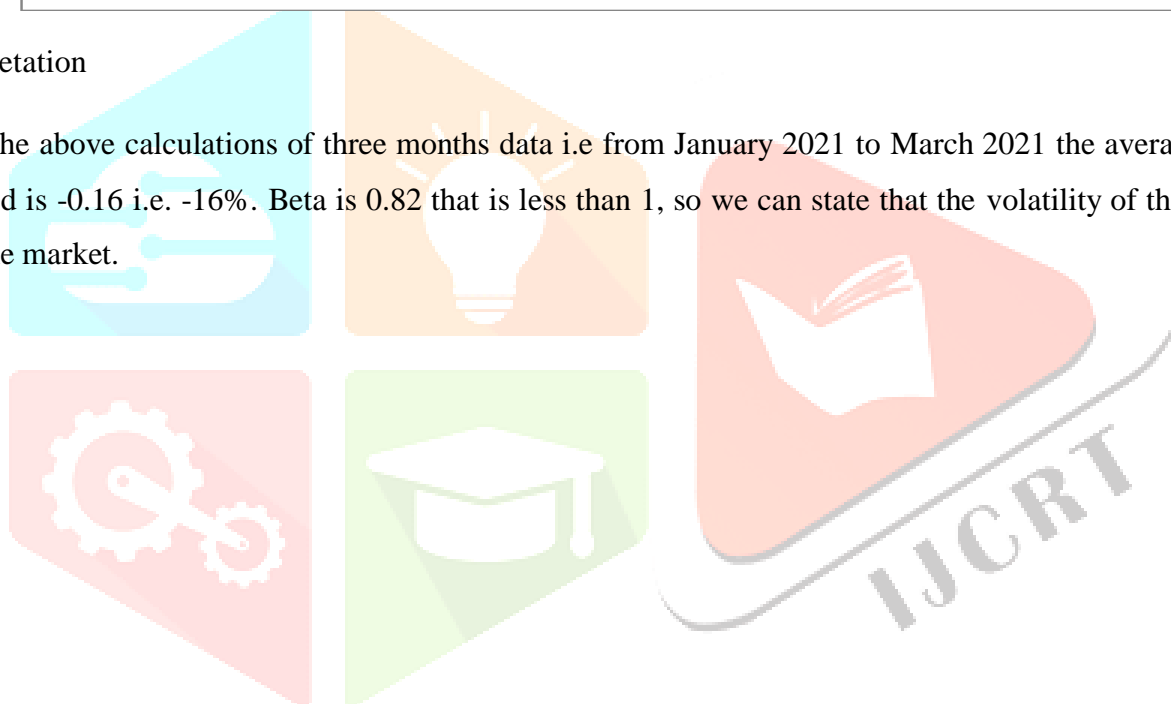 etation
he above calculations of three months data i.e from January 2021 to March 2021 the avera
d is -0.16 i.e. -16%. Beta is 0.82 that is less than 1, so we can state that the volatility of th
e market.
IJCRT